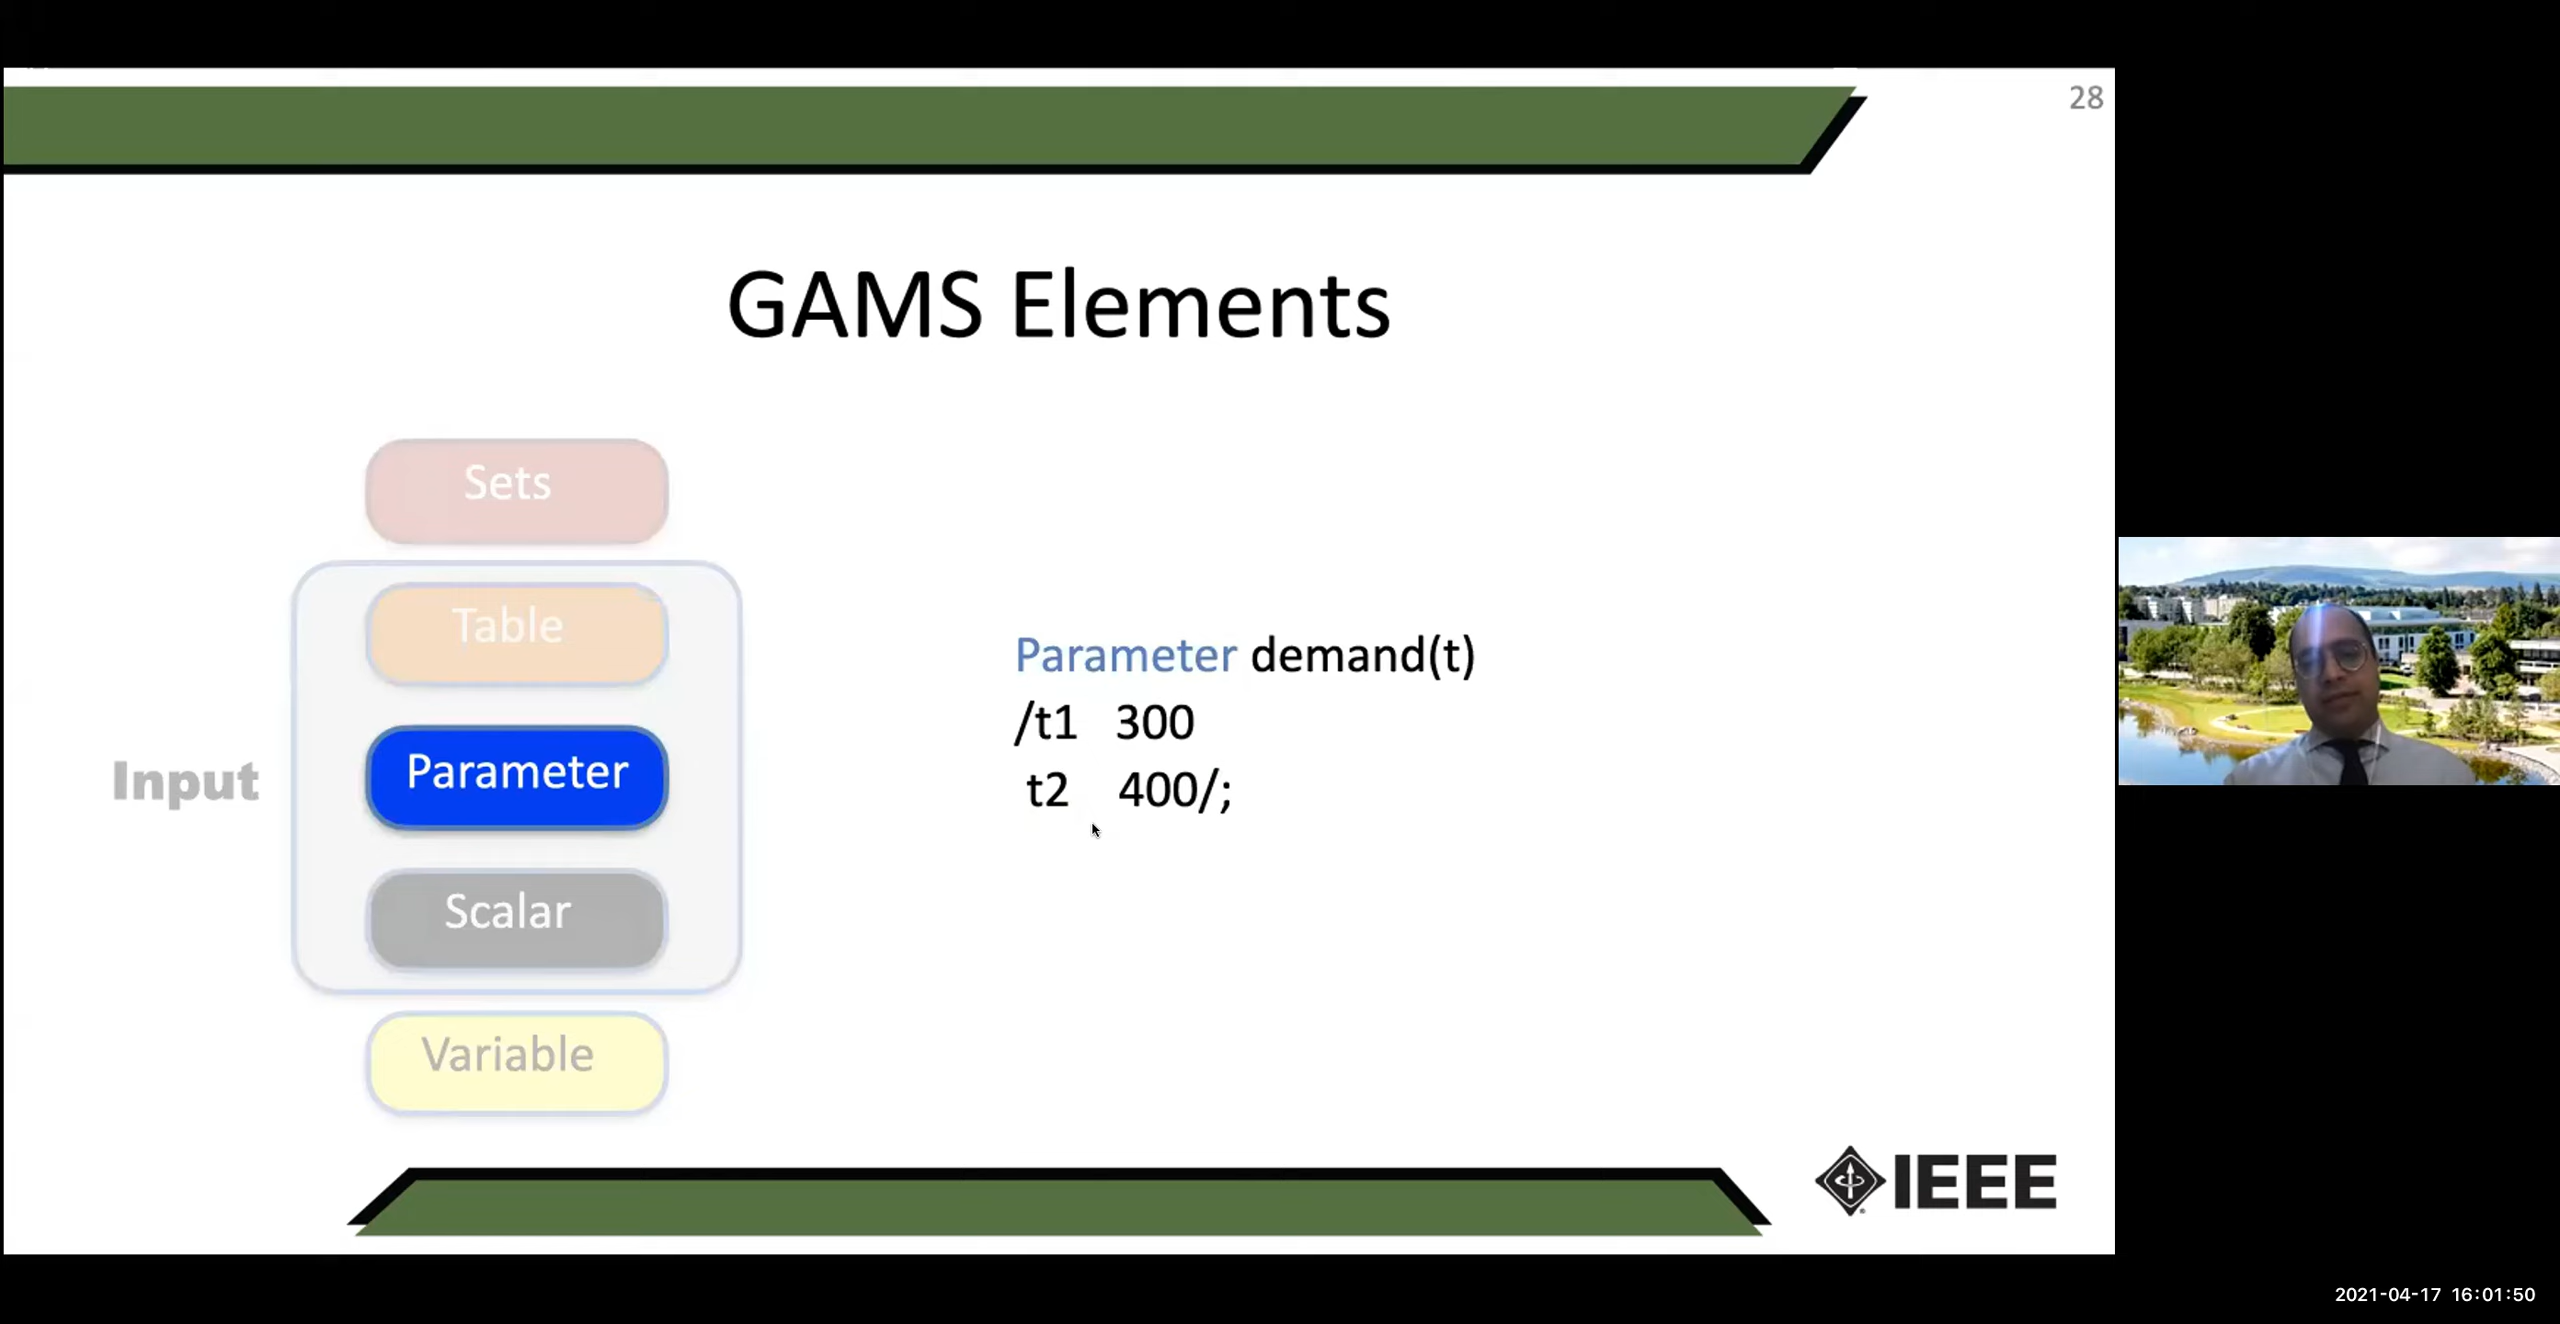 28
GAMS Elements
Sets
Table
Input
Parameter
Scalar
Variable
Parameter demand(t)
/t1 300
t2 400/;
IEEE
2021-04-17 16:01:50